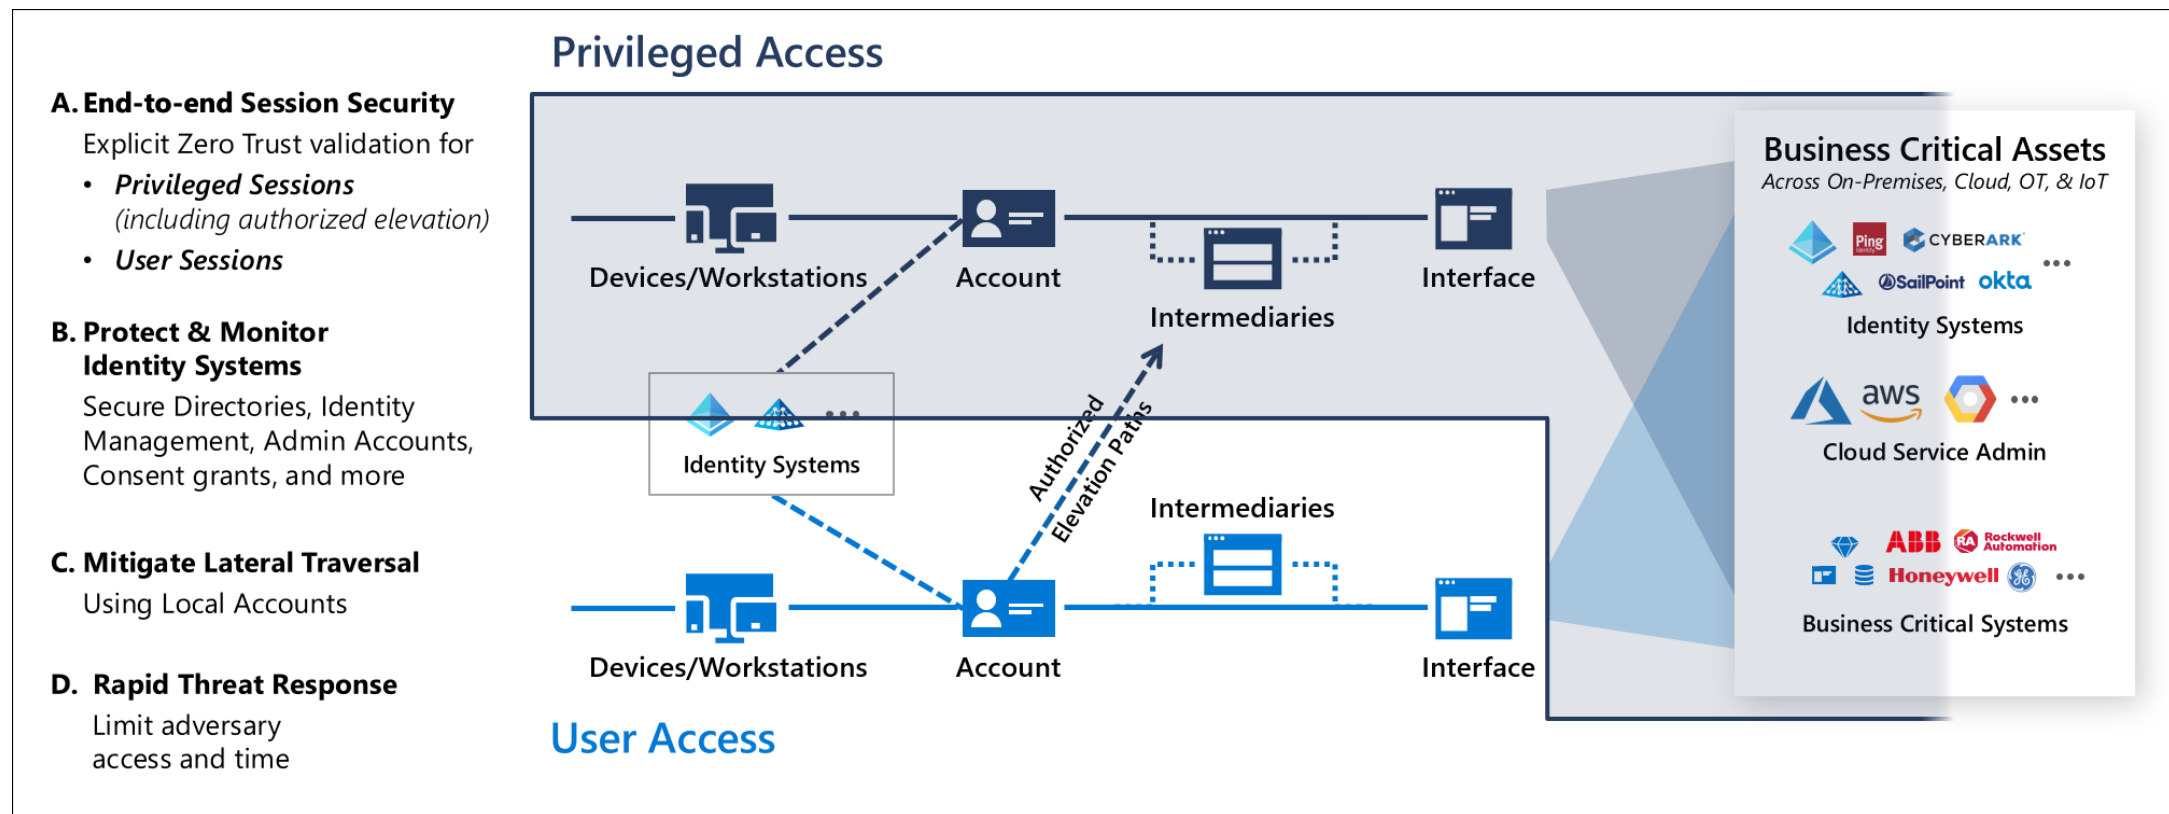 Privileged Access
A. End-to-end Session Security
Explicit Zero Trust validation for
• Privileged Sessions
(including authorized elevation)
• User Sessions
B. Protect & Monitor
Identity Systems
Secure Directories, Identity
Management, Admin Accounts,
Consent grants, and more
C. Mitigate Lateral Traversal
Using Local Accounts
D. Rapid Threat Response
Limit adversary
access and time
Devices/Workstations
Account
Intermediaries
Interface
Identity Systems
Authorized
Elevation Paths
Intermediaries
Devices/Workstations
Account
Interface
User Access
Business Critical Assets
Across On-Premises, Cloud, OT, & IoT
Ping
Identity
CYBERARK
SailPoint
okta
Identity Systems
aws
Cloud Service Admin
ABB
RA
Rockwell
Automation
Honeywell
GE
Business Critical Systems